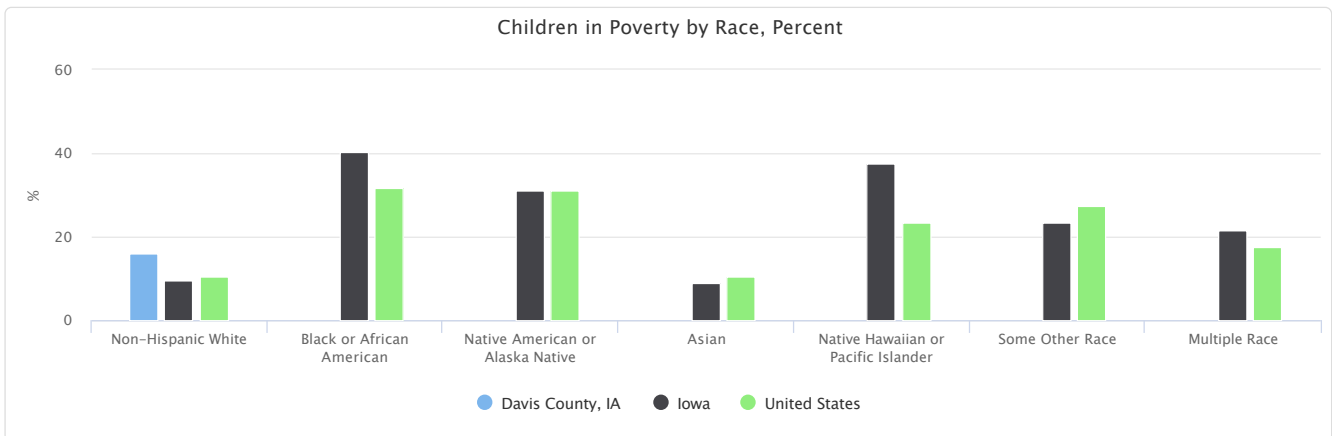 Children in Poverty by Race, Percent
60
40
20
0
%
Non-Hispanic White
Black or African
American
Native American or
Alaska Native
Asian
Native Hawaiian or
Pacific Islander
Some Other Race
Multiple Race
Davis County, IA
Iowa
United States